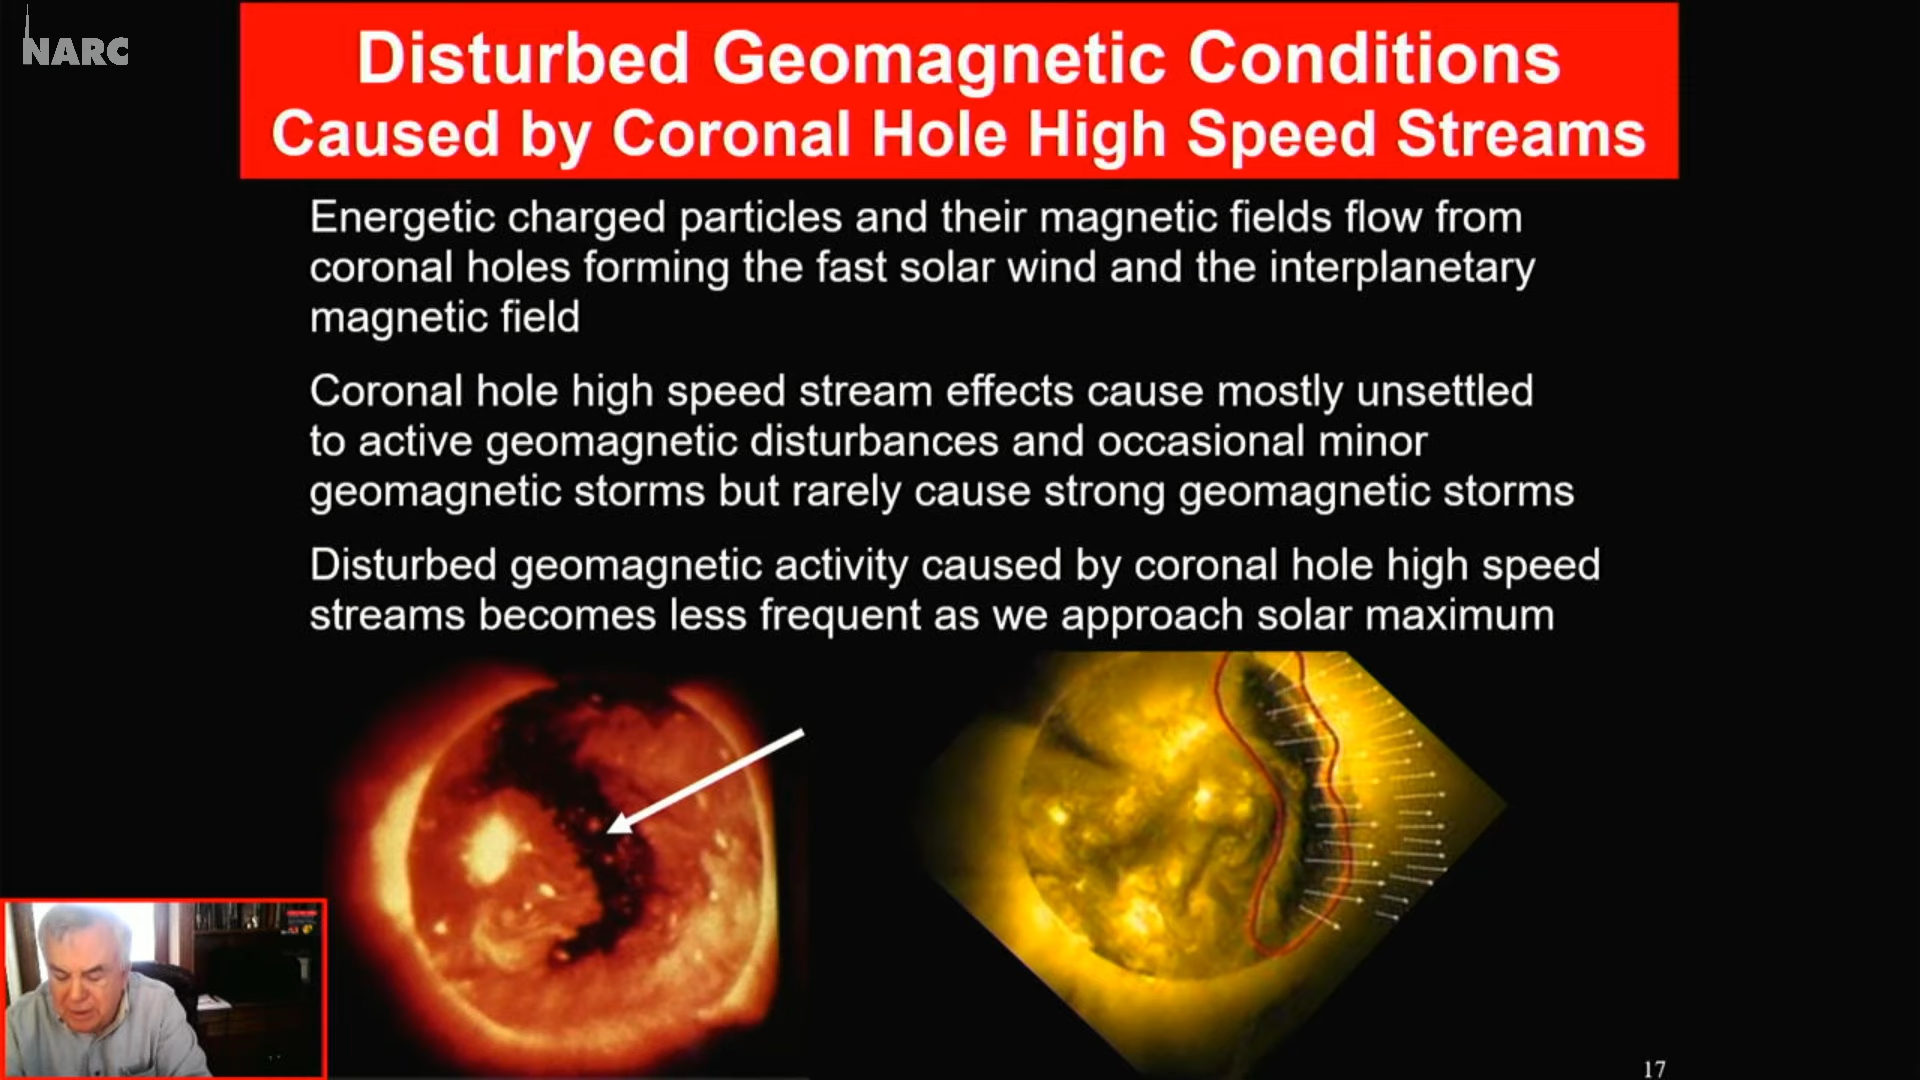 NARC
Disturbed Geomagnetic Conditions
Caused by Coronal Hole High Speed Streams
Energetic charged particles and their magnetic fields flow from
coronal holes forming the fast solar wind and the interplanetary
magnetic field
Coronal hole high speed stream effects cause mostly unsettled
to active geomagnetic disturbances and occasional minor
geomagnetic storms but rarely cause strong geomagnetic storms
Disturbed geomagnetic activity caused by coronal hole high speed
streams becomes less frequent as we approach solar maximum
17